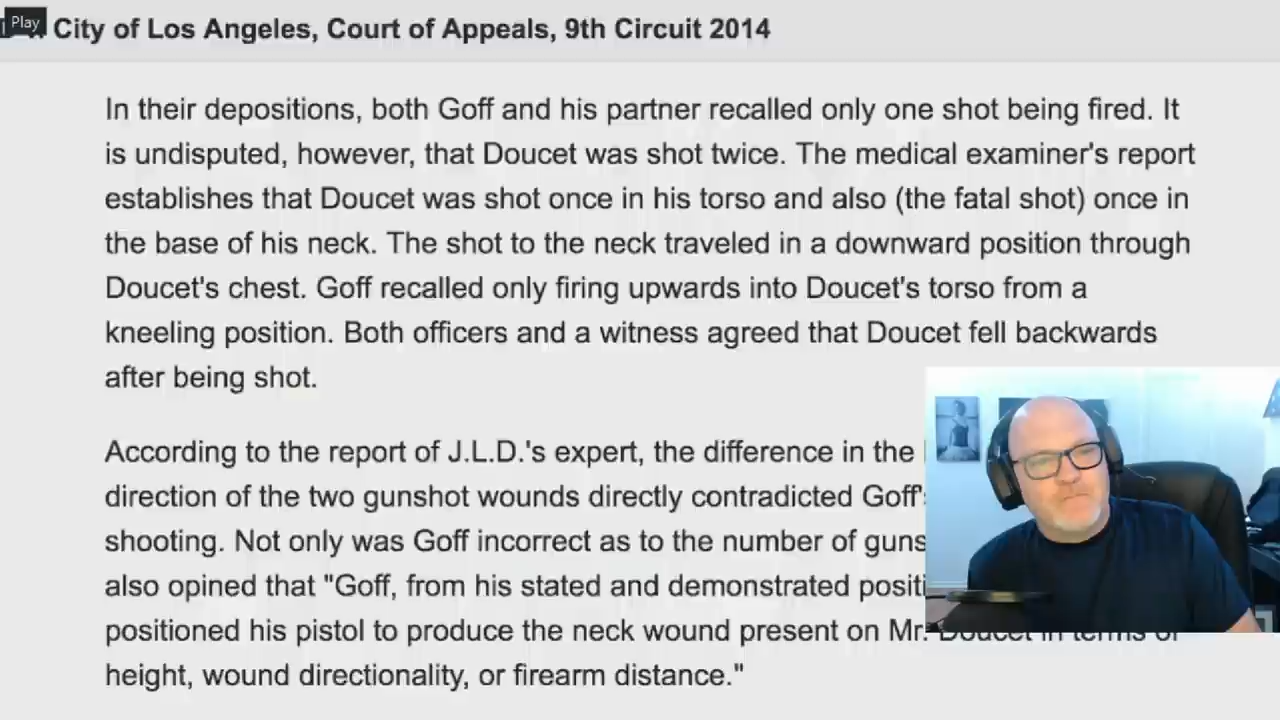 Play
City of Los Angeles, Court of Appeals, 9th Circuit 2014
In their depositions, both Goff and his partner recalled only one shot being fired. It
is undisputed, however, that Doucet was shot twice. The medical examiner's report
establishes that Doucet was shot once in his torso and also (the fatal shot) once in
the base of his neck. The shot to the neck traveled in a downward position through
Doucet's chest. Goff recalled only firing upwards into Doucet's torso from a
kneeling position. Both officers and a witness agreed that Doucet fell backwards
after being shot.
According to the report of J.L.D.'s expert, the difference in the
direction of the two gunshot wounds directly contradicted Goff's
shooting. Not only was Goff incorrect as to the number of guns
also opined that "Goff, from his stated and demonstrated positi
positioned his pistol to produce the neck wound present on Mr. Doucet in terms of
height, wound directionality, or firearm distance."